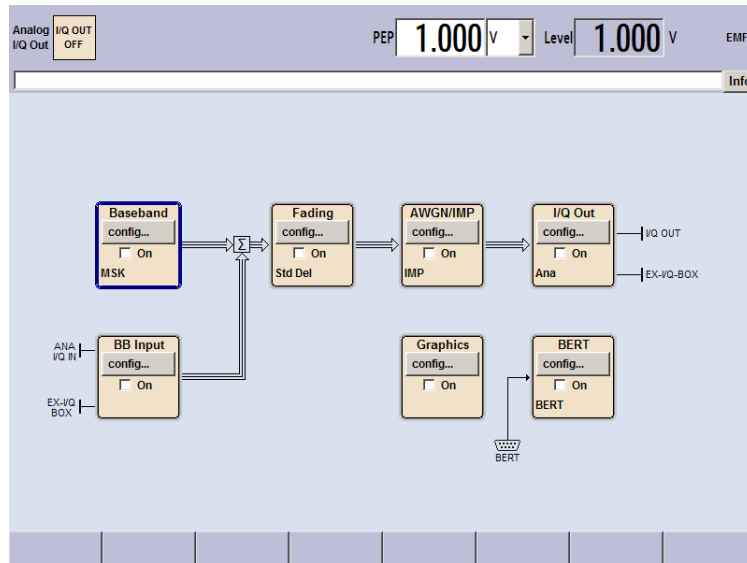 Analog I/Q OUT
I/Q Out OFF
PEP 1.000 V Level 1.000 V EMF
Info
Baseband
config...
On
MSK
Σ
Fading
config...
On
Std Del
AWGN/IMP
config...
On
IMP
I/Q Out
config...
On
Ana
I/Q OUT
EX-I/Q-BOX
ANA
I/Q IN
EX-I/Q
BOX
BB Input
config...
On
Graphics
config...
On
BERT
config...
On
BERT
BERT